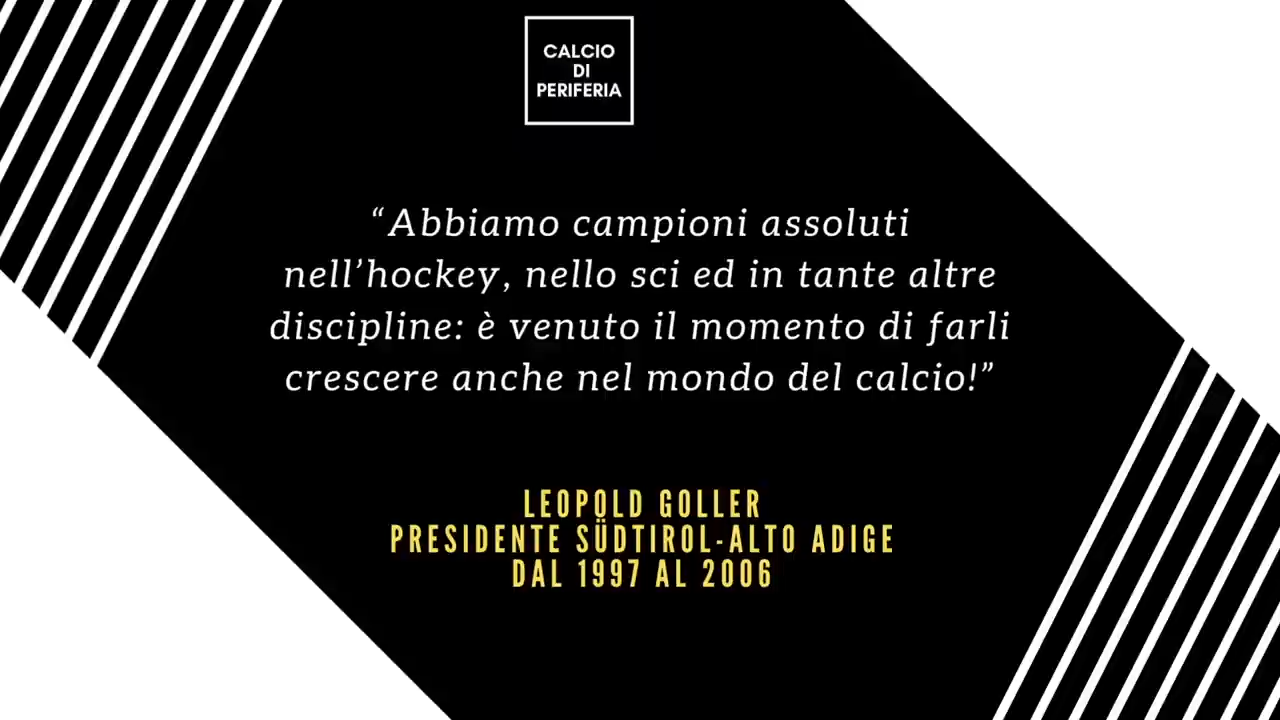 CALCIO
DI
PERIFERIA
“Abbiamo campioni assoluti
nell’hockey, nello sci ed in tante altre
discipline: è venuto il momento di farli
crescere anche nel mondo del calcio!”
LEOPOLD GOLLER
PRESIDENTE SÜDTIROL-ALTO ADIGE
DAL 1997 AL 2006